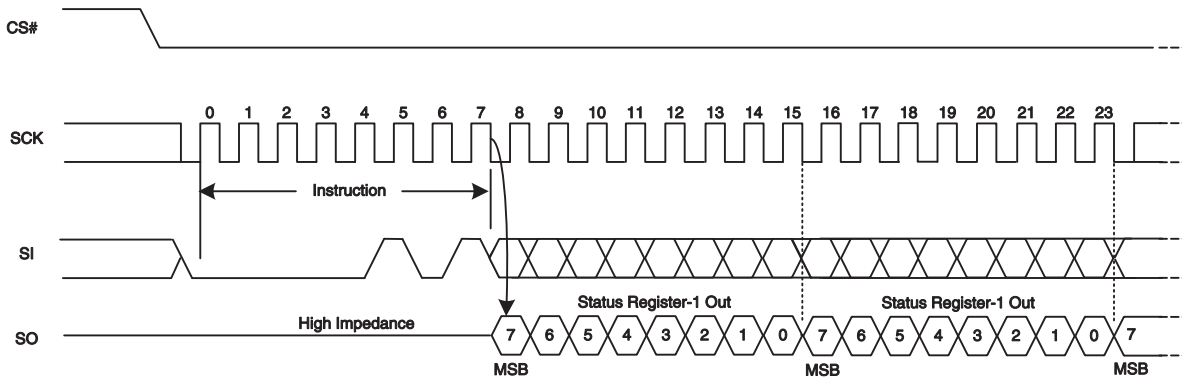 CS#
SCK
0 1 2 3 4 5 6 7 8 9 10 11 12 13 14 15 16 17 18 19 20 21 22 23
Instruction
SI
Status Register-1 Out Status Register-1 Out
High Impedance
SO
7 6 5 4 3 2 1 0 7 6 5 4 3 2 1 0 7
MSB MSB MSB